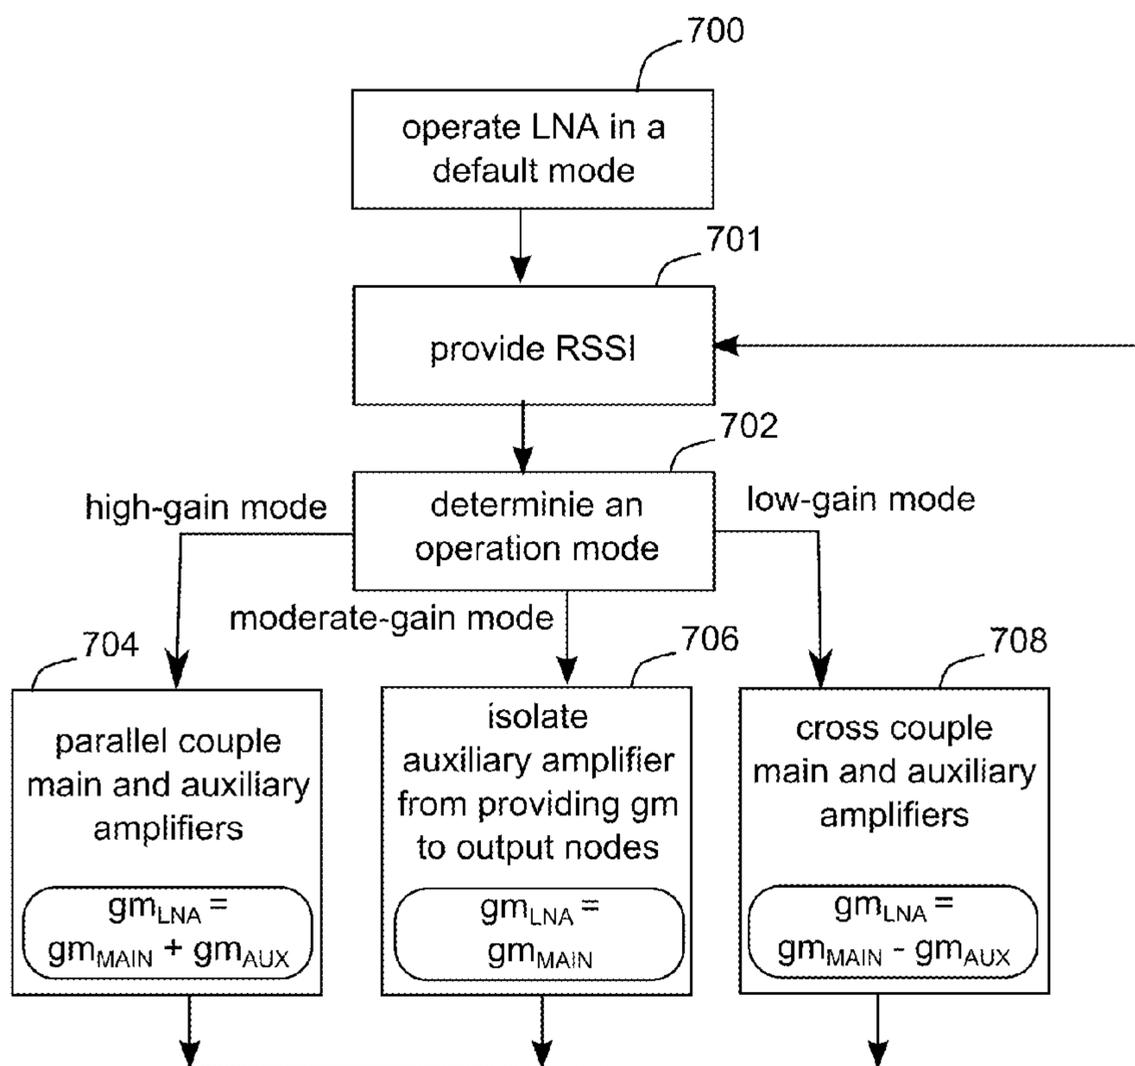 700
operate LNA in a
default mode
701
provide RSSI
702
determinie an
operation mode
high-gain mode
low-gain mode
moderate-gain mode
704
parallel couple
main and auxiliary
amplifiers
gmLNA =
gmMAIN + gmAUX
706
isolate
auxiliary amplifier
from providing gm
to output nodes
gmLNA =
gmMAIN
708
cross couple
main and auxiliary
amplifiers
gmLNA =
gmMAIN - gmAUX